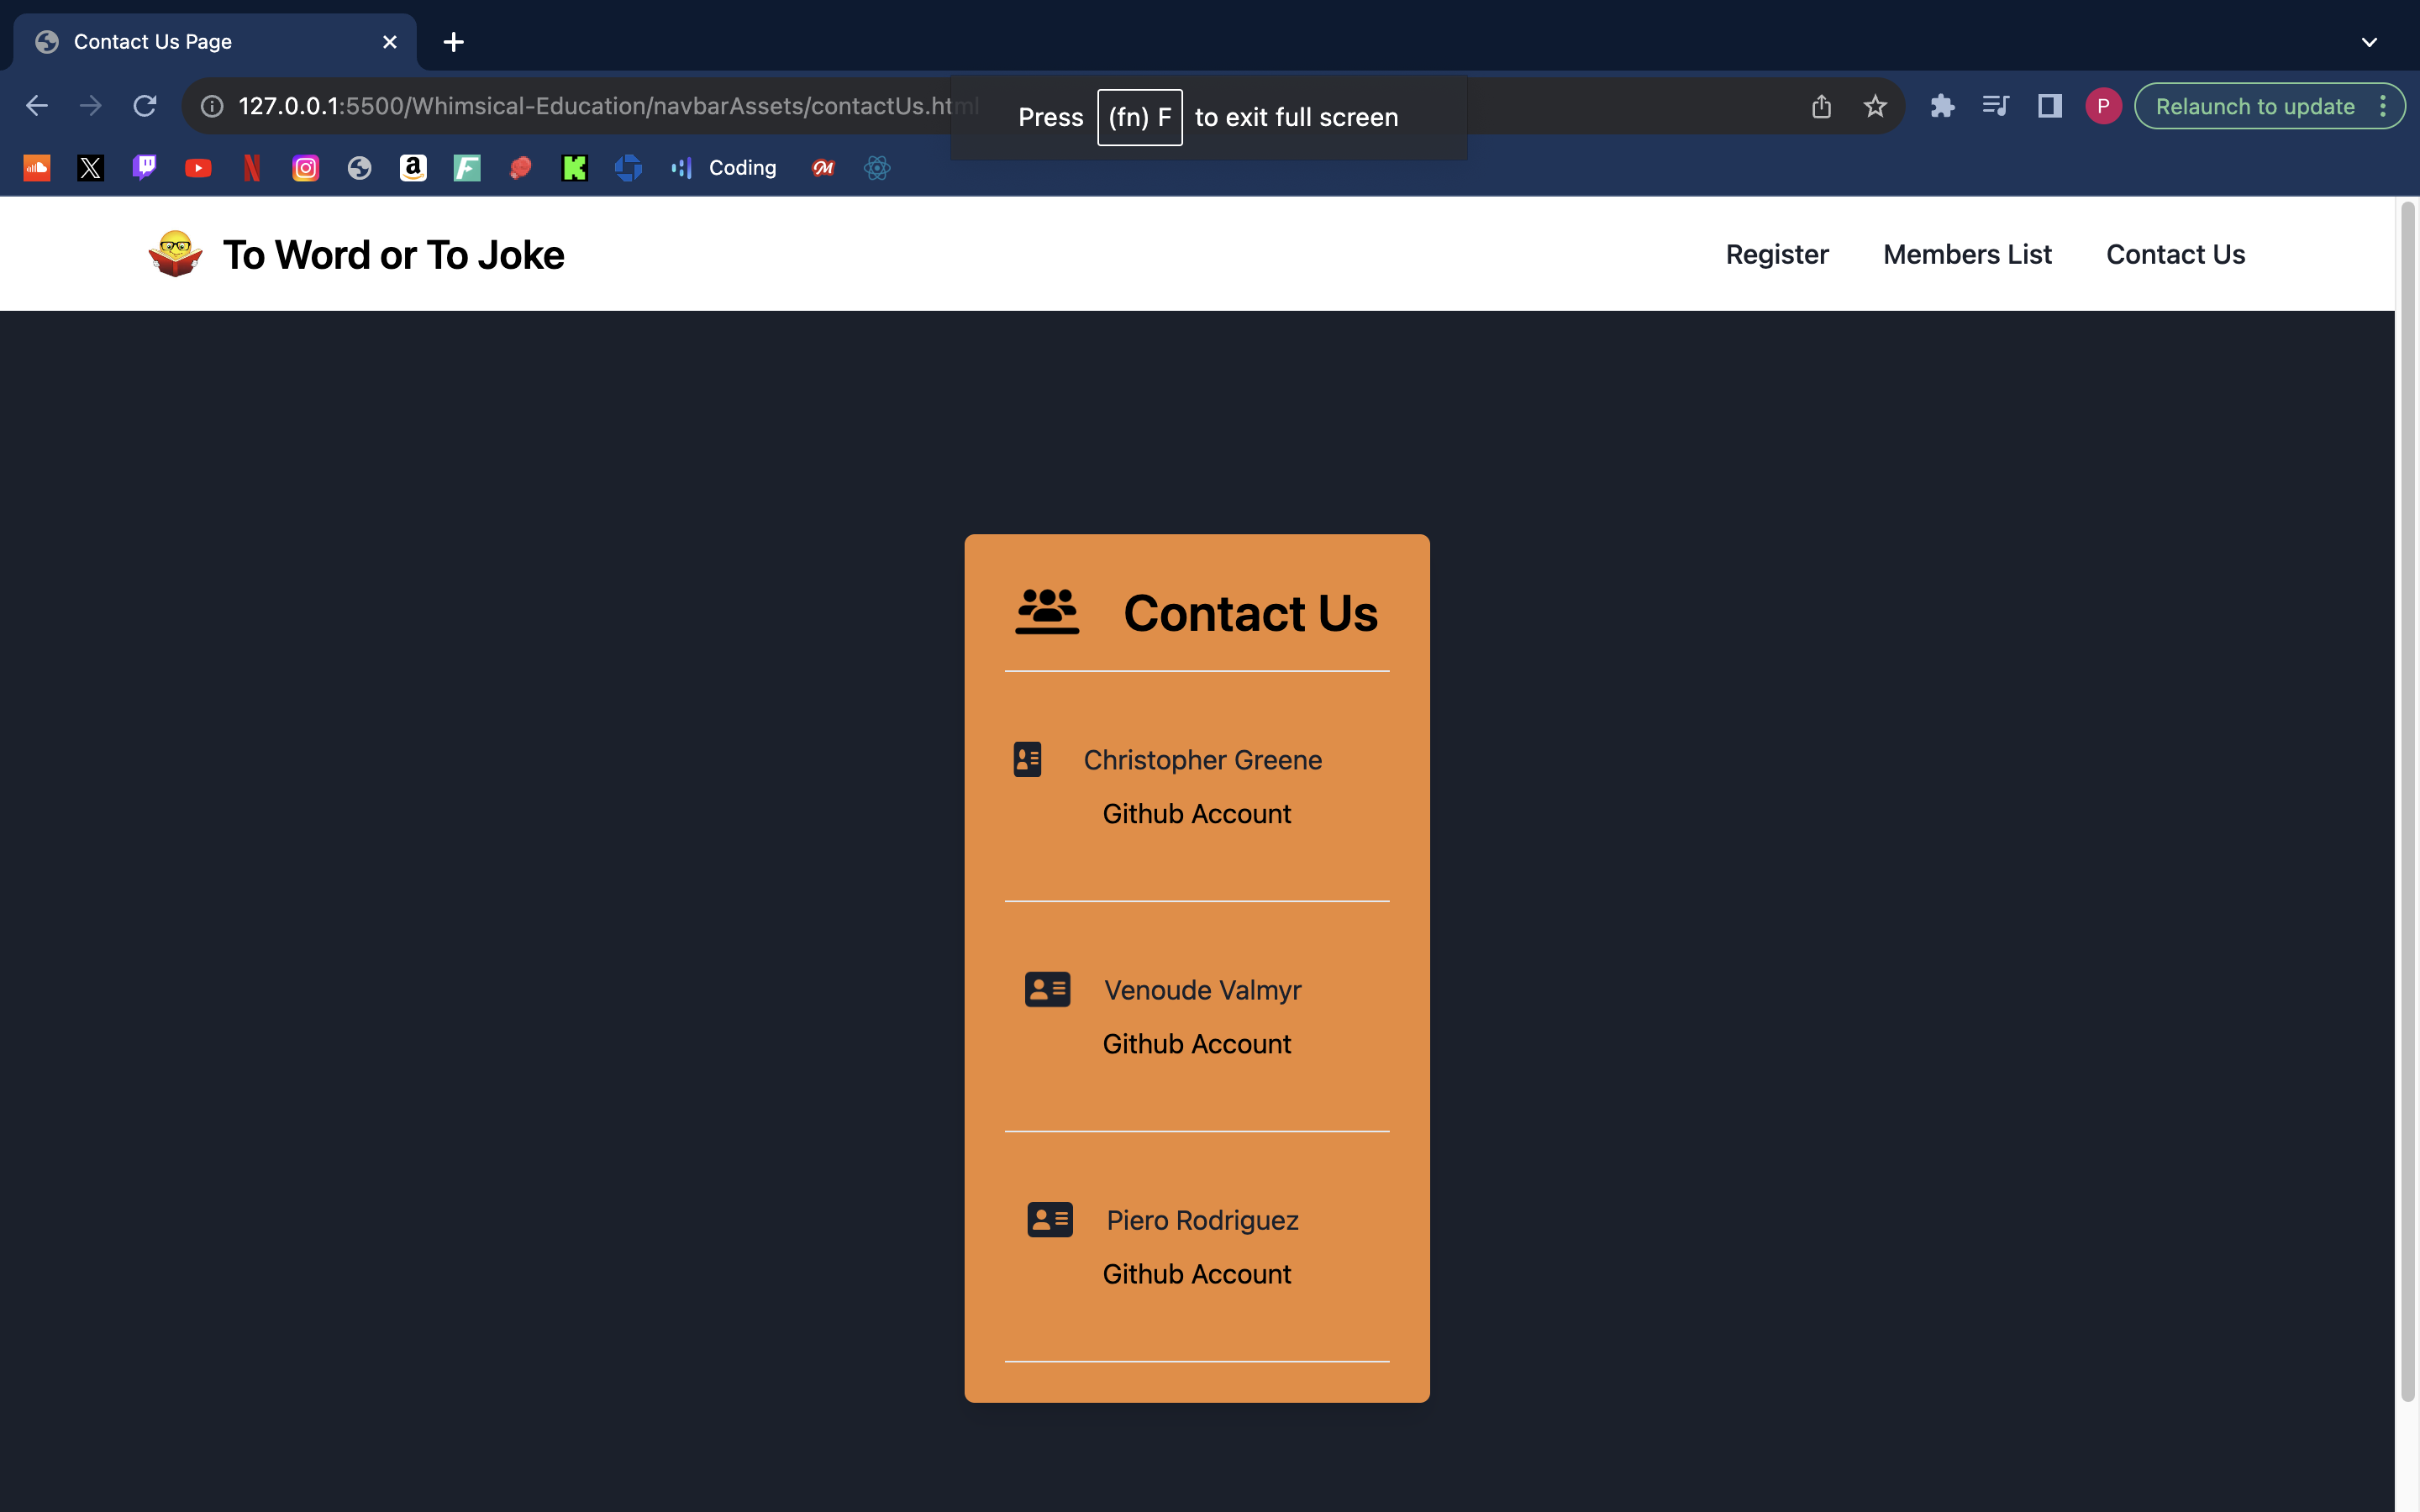 Contact Us Page
127.0.0.1:5500/Whimsical-Education/navbarAssets/contactUs.html
Press (fn) F to exit full screen
P
Relaunch to update
Coding
To Word or To Joke
Register
Members List
Contact Us
Contact Us
Christopher Greene
Github Account
Venoude Valmyr
Github Account
Piero Rodriguez
Github Account